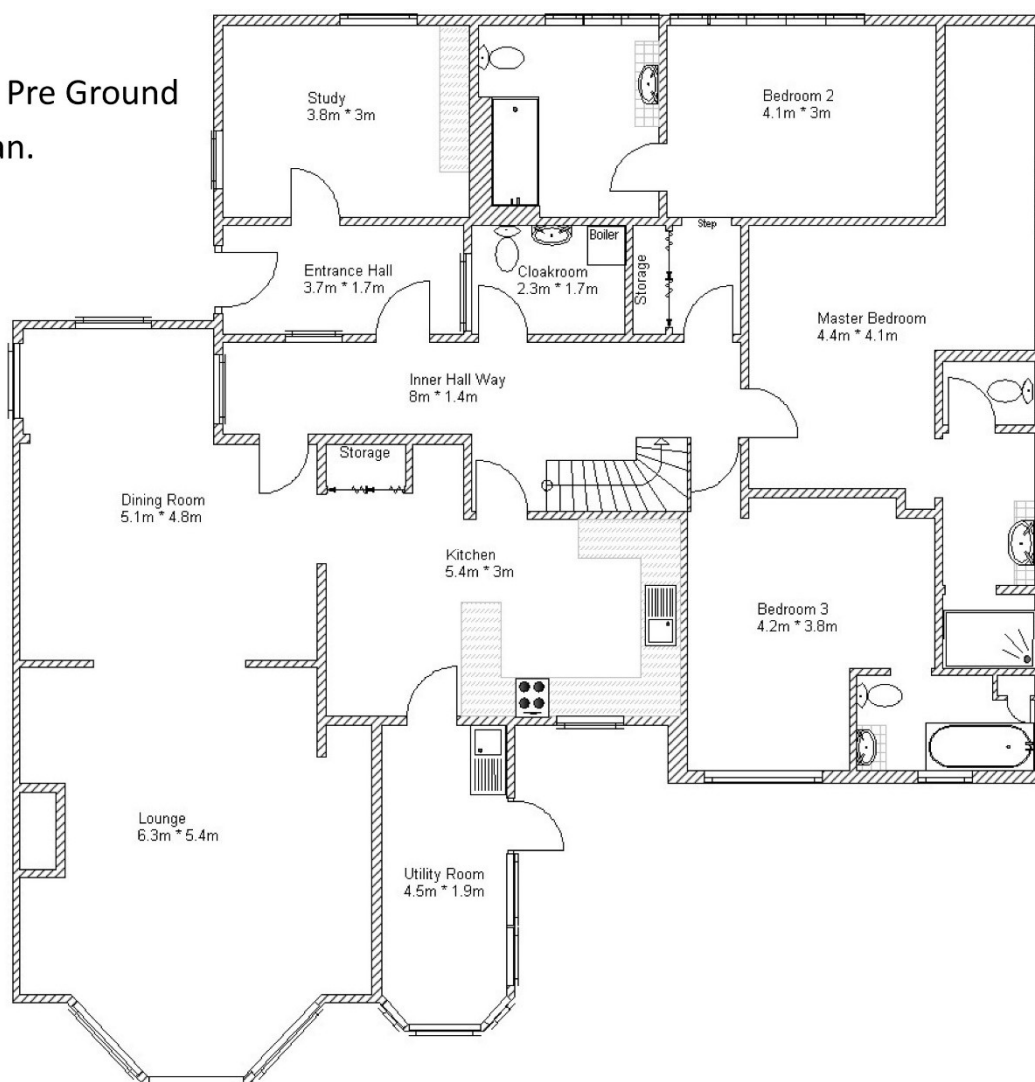 Pre Ground
an.
Study
3.8m * 3m
Bedroom 2
4.1m * 3m
Step
Boiler
Entrance Hall
3.7m * 1.7m
Cloakroom
2.3m * 1.7m
Storage
Master Bedroom
4.4m * 4.1m
Inner Hall Way
8m * 1.4m
Storage
Dining Room
5.1m * 4.8m
Kitchen
5.4m * 3m
Bedroom 3
4.2m * 3.8m
Lounge
6.3m * 5.4m
Utility Room
4.5m * 1.9m